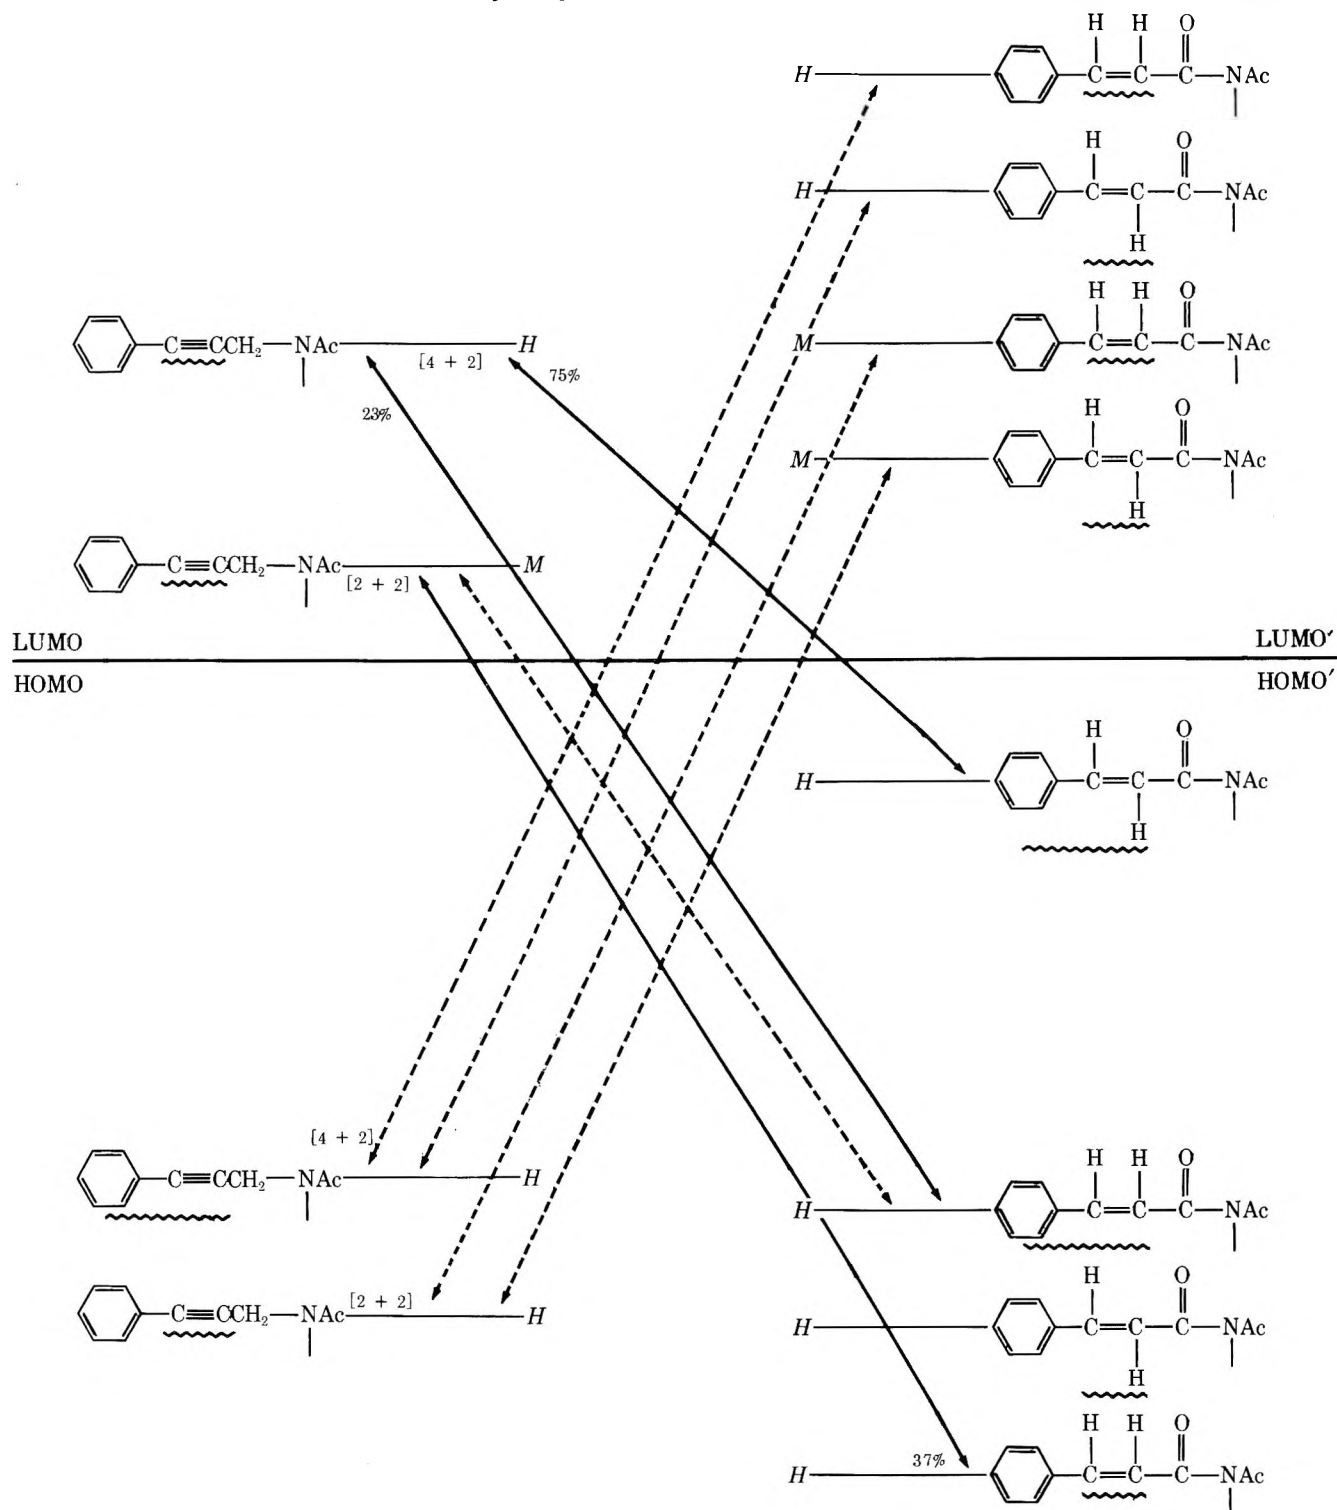 H H O
H C=C—C—NAc
H O
H C=C—C—NAc
H
H H O
C≡CCH₂—NAc [4 + 2] H 75% M C=C—C—NAc
23%
H O
M C=C—C—NAc
H
C≡CCH₂—NAc [2 + 2] M
LUMO LUMO′
HOMO HOMO′
H O
H C=C—C—NAc
H
[4 + 2] H H O
C≡CCH₂—NAc H
H C=C—C—NAc
H O
C≡CCH₂—NAc [2 + 2] H
H C=C—C—NAc
H
H H O
H 37% C=C—C—NAc